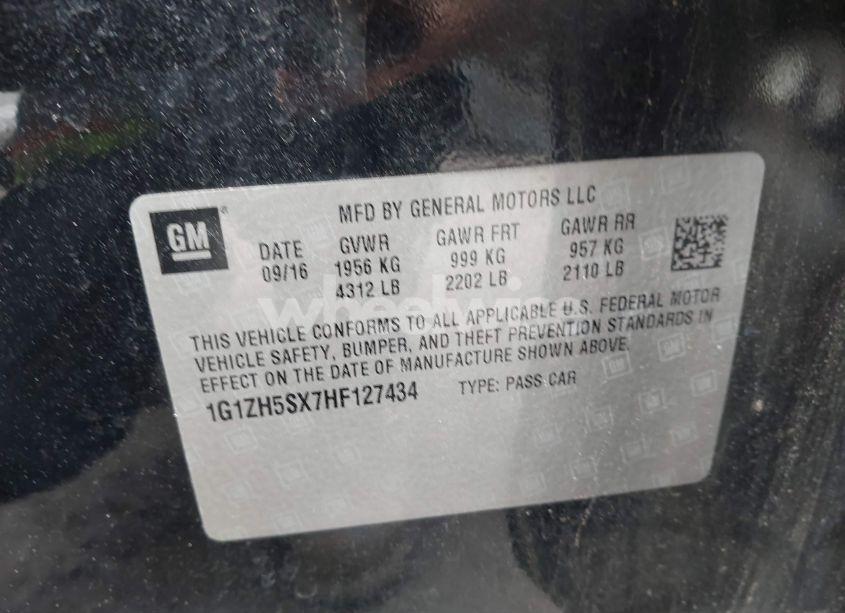 GM
MFD BY GENERAL MOTORS LLC
DATE GVWR GAWR FRT GAWR RR
09/16 1956 KG 999 KG 957 KG
4312 LB 2202 LB 2110 LB
THIS VEHICLE CONFORMS TO ALL APPLICABLE U.S. FEDERAL MOTOR
VEHICLE SAFETY, BUMPER, AND THEFT PREVENTION STANDARDS IN
EFFECT ON THE DATE OF MANUFACTURE SHOWN ABOVE.
1G1ZH5SX7HF127434 TYPE: PASS CAR